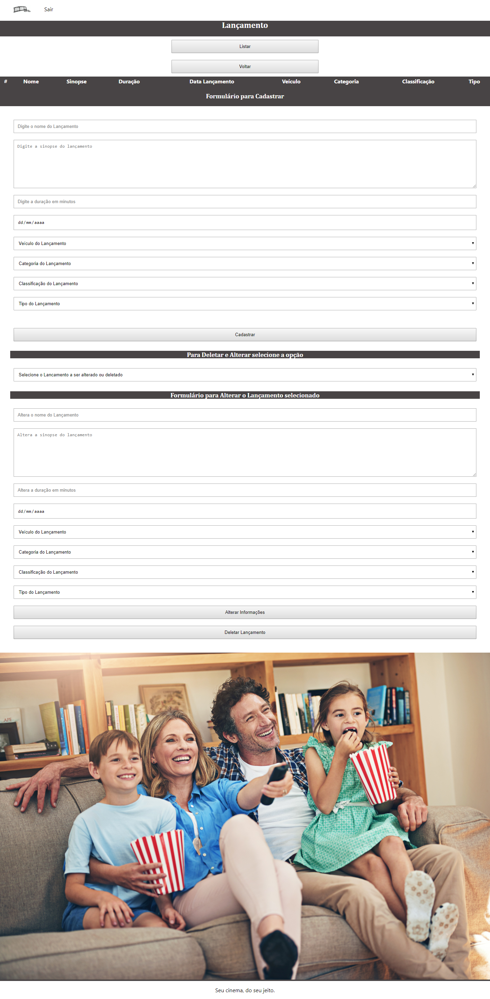 Sair
Lançamento
Listar
Voltar
# Nome Sinopse Duração Data Lançamento Veículo Categoria Classificação Tipo
Formulário para Cadastrar
Digite o nome do Lançamento
Digite a sinopse do lançamento
Digite a duração em minutos
dd/mm/aaaa
Veículo do Lançamento
Categoria do Lançamento
Classificação do Lançamento
Tipo do Lançamento
Cadastrar
Para Deletar e Alterar selecione a opção
Selecione o Lancamento a ser alterado ou deletado
Formulário para Alterar o Lançamento selecionado
Altera o nome do Lançamento
Altera a sinopse do lançamento
Altera a duração em minutos
dd/mm/aaaa
Veículo do Lançamento
Categoria do Lançamento
Classificação do Lançamento
Tipo do Lançamento
Alterar Informações
Deletar Lançamento
APE
Seu cinema, do seu jeito.